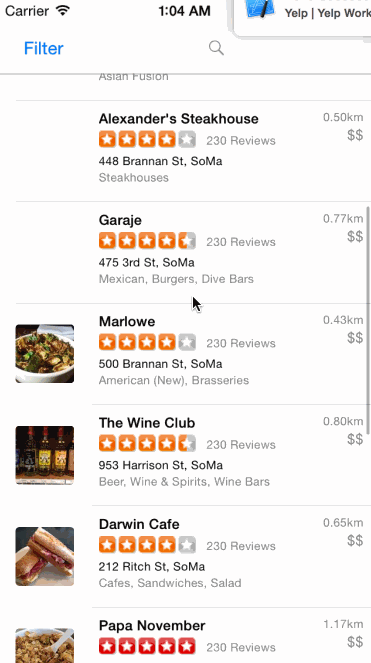 Carrier 1:04 AM
Yelp | Yelp Work
Filter
Asian Fusion
Alexander's Steakhouse 0.50km
230 Reviews $$
448 Brannan St, SoMa
Steakhouses
Garaje 0.77km
230 Reviews $$
475 3rd St, SoMa
Mexican, Burgers, Dive Bars
Marlowe 0.43km
230 Reviews $$
500 Brannan St, SoMa
American (New), Brasseries
The Wine Club 0.80km
230 Reviews $$
953 Harrison St, SoMa
Beer, Wine & Spirits, Wine Bars
Darwin Cafe 0.65km
230 Reviews $$
212 Ritch St, SoMa
Cafes, Sandwiches, Salad
Papa November 1.17km
230 Reviews $$